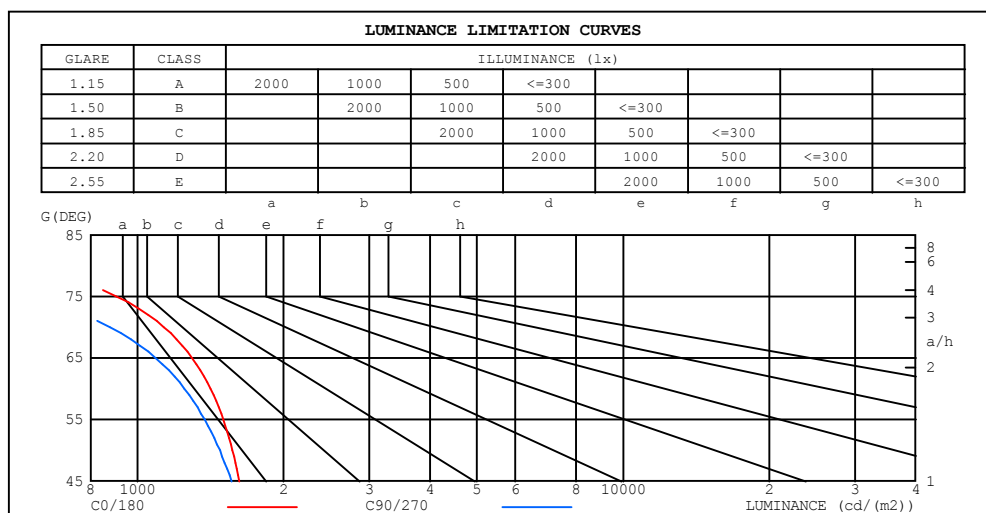 LUMINANCE LIMITATION CURVES
GLARE CLASS ILLUMINANCE (lx)
1.15 A 2000 1000 500 <=300
1.50 B 2000 1000 500 <=300
1.85 C 2000 1000 500 <=300
2.20 D 2000 1000 500 <=300
2.55 E 2000 1000 500 <=300
a b c d e f g h
G(DEG)
a b c d e f g h
85
8
6
75 4
3
a/h
65 2
55
45 1
8 1000 2 3 4 5 6 8 10000 2 3 4
C0/180 C90/270 LUMINANCE (cd/(m2))